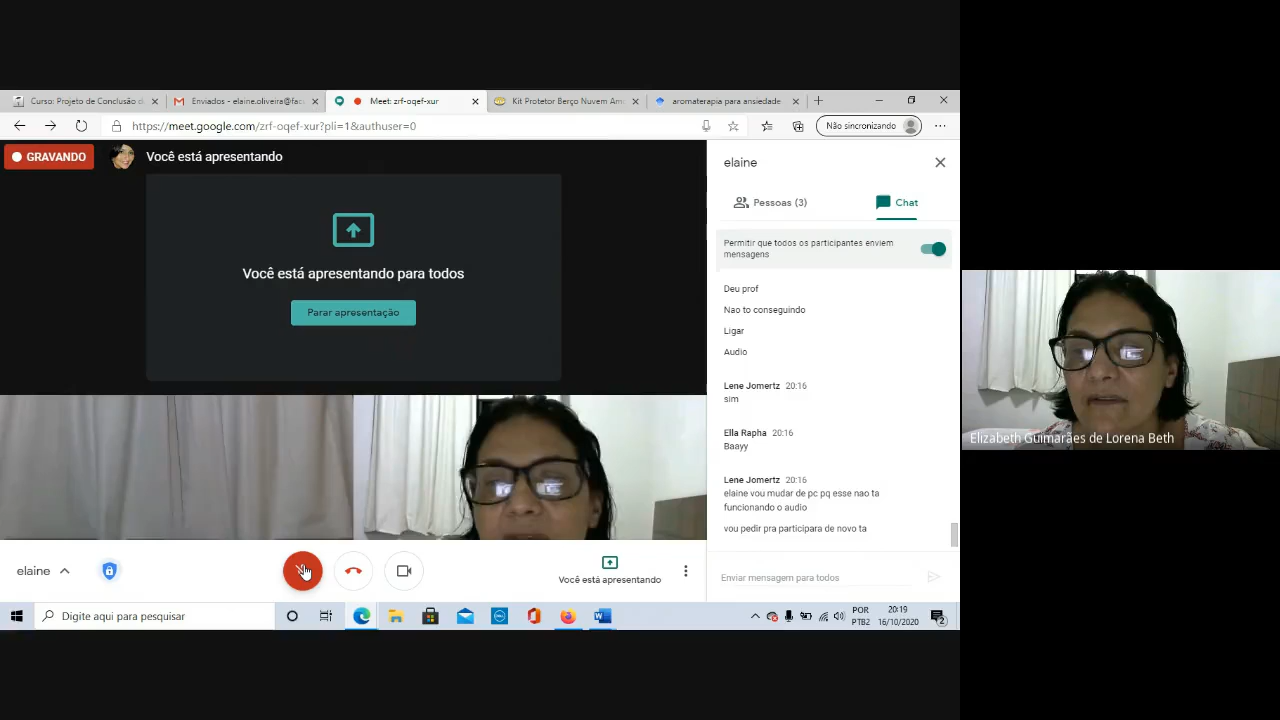 Curso: Projeto de Conclusão d
Enviados - elaine.oliveira@fac
Meet: zrf-oqef-xur
Kit Protetor Berço Nuvem Am
aromaterapia para ansiedade
https://meet.google.com/zrf-oqef-xur?pli=1&authuser=0
Não sincronizando
GRAVANDO
Você está apresentando
Você está apresentando para todos
Parar apresentação
elaine
Pessoas (3)
Chat
Permitir que todos os participantes enviem
mensagens
Deu prof
Nao to conseguindo
Ligar
Audio
Lene Jomertz 20:16
sim
Ella Rapha 20:16
Baayy
Lene Jomertz 20:16
elaine vou mudar de pc pq esse nao ta
funcionando o audio
vou pedir pra participara de novo ta
Enviar mensagem para todos
elaine
Você está apresentando
Digite aqui para pesquisar
POR
PTB2
20:19
16/10/2020
2
Elizabeth Guimarães de Lorena Beth